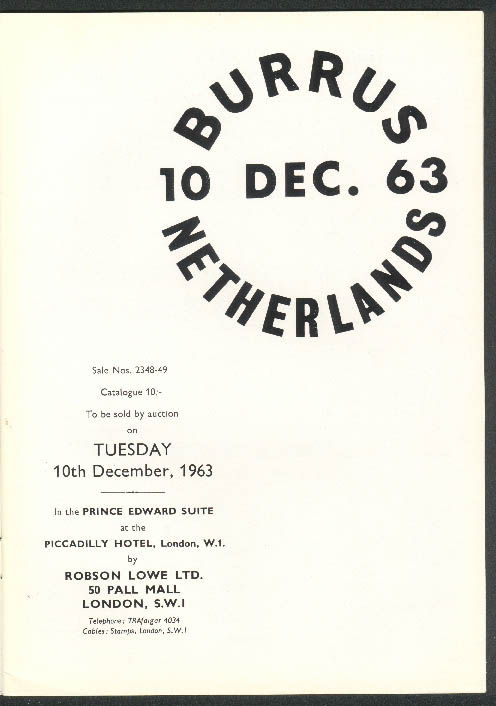 BURRUS
10 DEC. 63
NETHERLANDS
Sale Nos. 2348-49
Catalogue 10/-
To be sold by auction
on
TUESDAY
10th December, 1963
In the PRINCE EDWARD SUITE
at the
PICCADILLY HOTEL, London, W.1.
by
ROBSON LOWE LTD.
50 PALL MALL
LONDON, S.W.1
Telephone: TRAfalgar 4034
Cables: Stamps, London, S.W.1